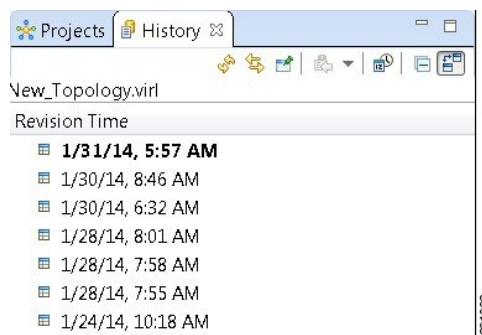 Projects History
New_Topology.virl
Revision Time
1/31/14, 5:57 AM
1/30/14, 8:46 AM
1/30/14, 6:32 AM
1/28/14, 8:01 AM
1/28/14, 7:58 AM
1/28/14, 7:55 AM
1/24/14, 10:18 AM